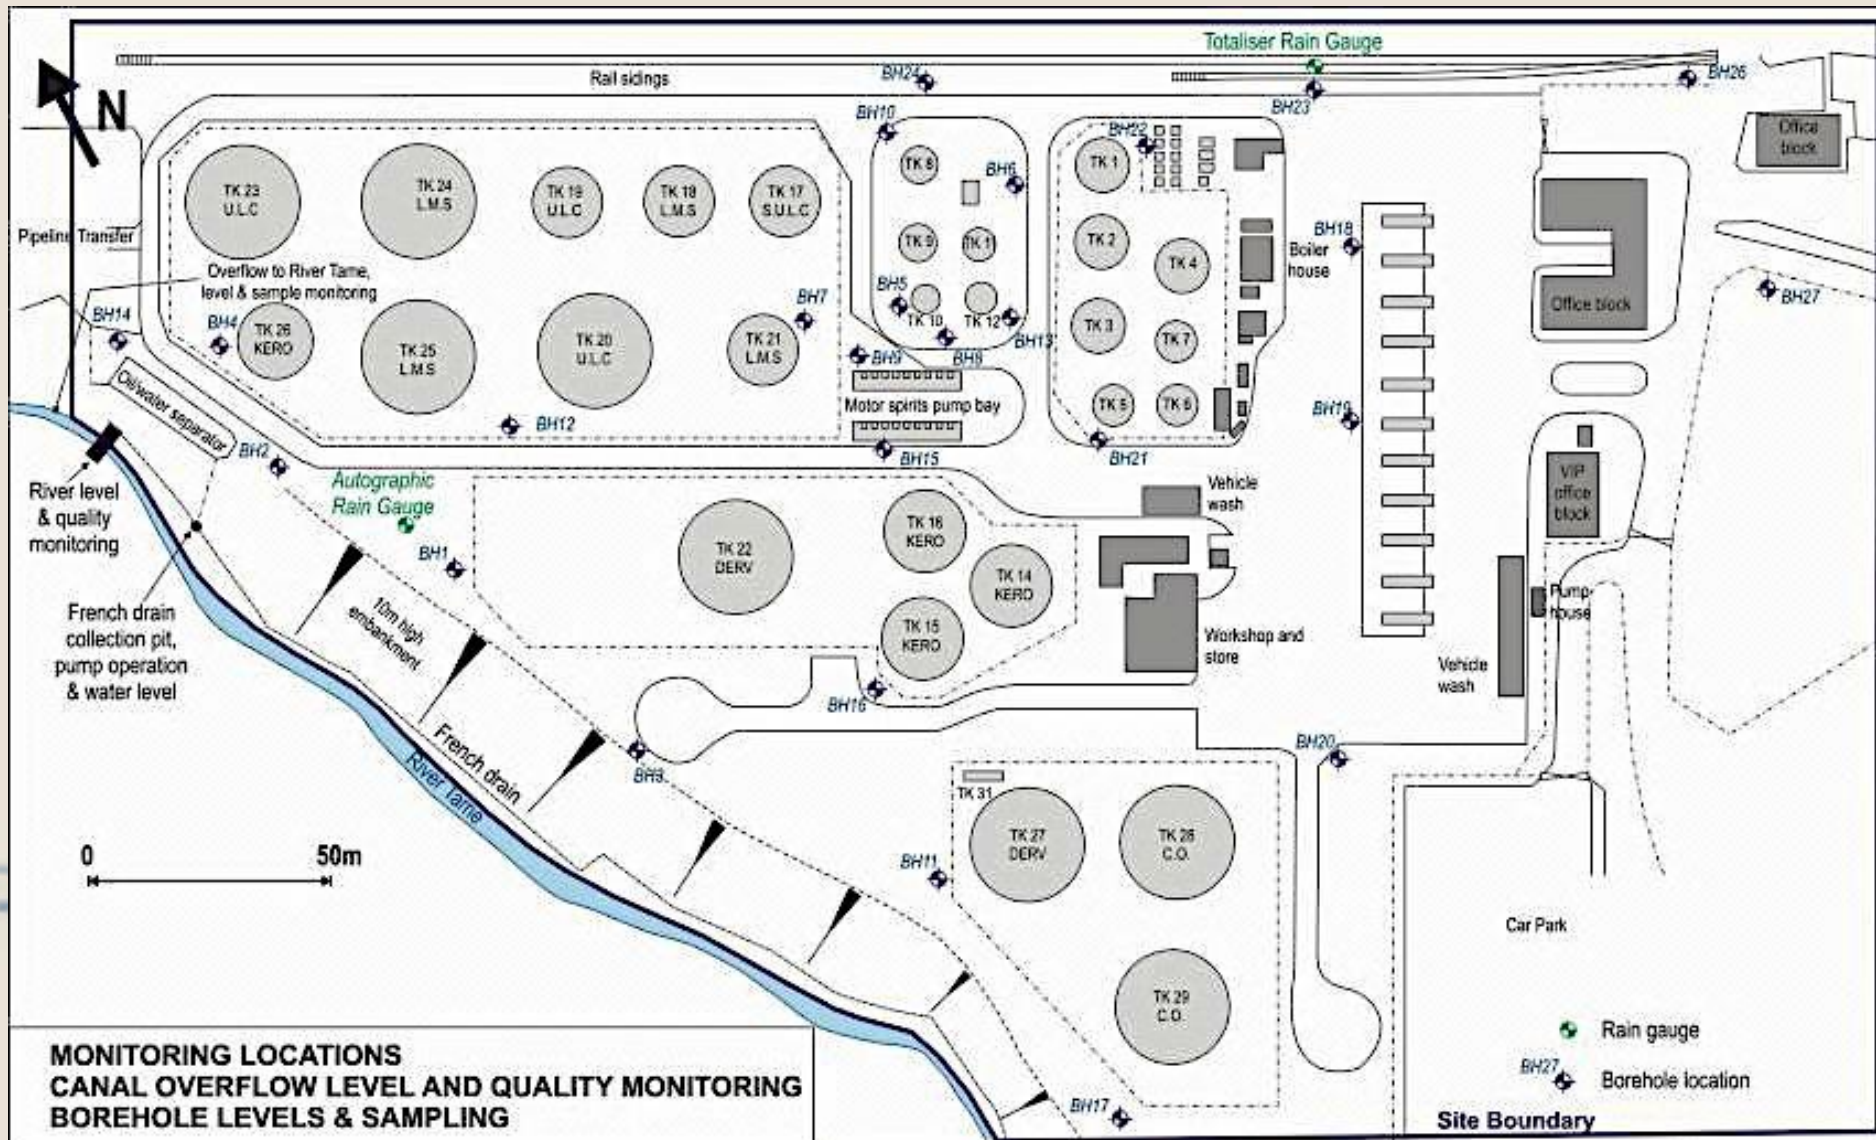 Totaliser Rain Gauge
Rail sidings
BH24
BH23
BH26
N
BH10
BH22
Office
block
TK 23
U.L.C
TK 24
L.M.S
TK 19
U.L.C
TK 18
L.M.S
TK 17
S.U.L.C
TK 8
BH6
TK 1
Pipeline Transfer
TK 9
TK 1
TK 2
TK 4
BH18
Boiler
house
Overflow to River Tame,
level & sample monitoring
BH14
BH4
TK 26
KERO
TK 25
L.M.S
TK 20
U.L.C
BH7
TK 21
L.M.S
BH5
TK 10
TK 12
BH13
BH9
BH8
TK 3
TK 7
Office block
BH27
Oil/water separator
Motor spirits pump bay
TK 5
TK 6
BH19
BH12
BH2
BH15
BH21
VIP
office
block
River level
& quality
monitoring
Autographic
Rain Gauge
Vehicle
wash
BH1
TK 22
DERV
TK 16
KERO
TK 14
KERO
TK 15
KERO
French drain
collection pit,
pump operation
& water level
10m high
embankment
Pump-
house
Workshop and
store
Vehicle
wash
BH16
French drain
River Tame
BH3
BH20
TK 31
TK 27
DERV
TK 28
C.O.
0
50m
BH11
Car Park
TK 29
C.O.
Rain gauge
BH27
Borehole location
BH17
Site Boundary
MONITORING LOCATIONS
CANAL OVERFLOW LEVEL AND QUALITY MONITORING
BOREHOLE LEVELS & SAMPLING